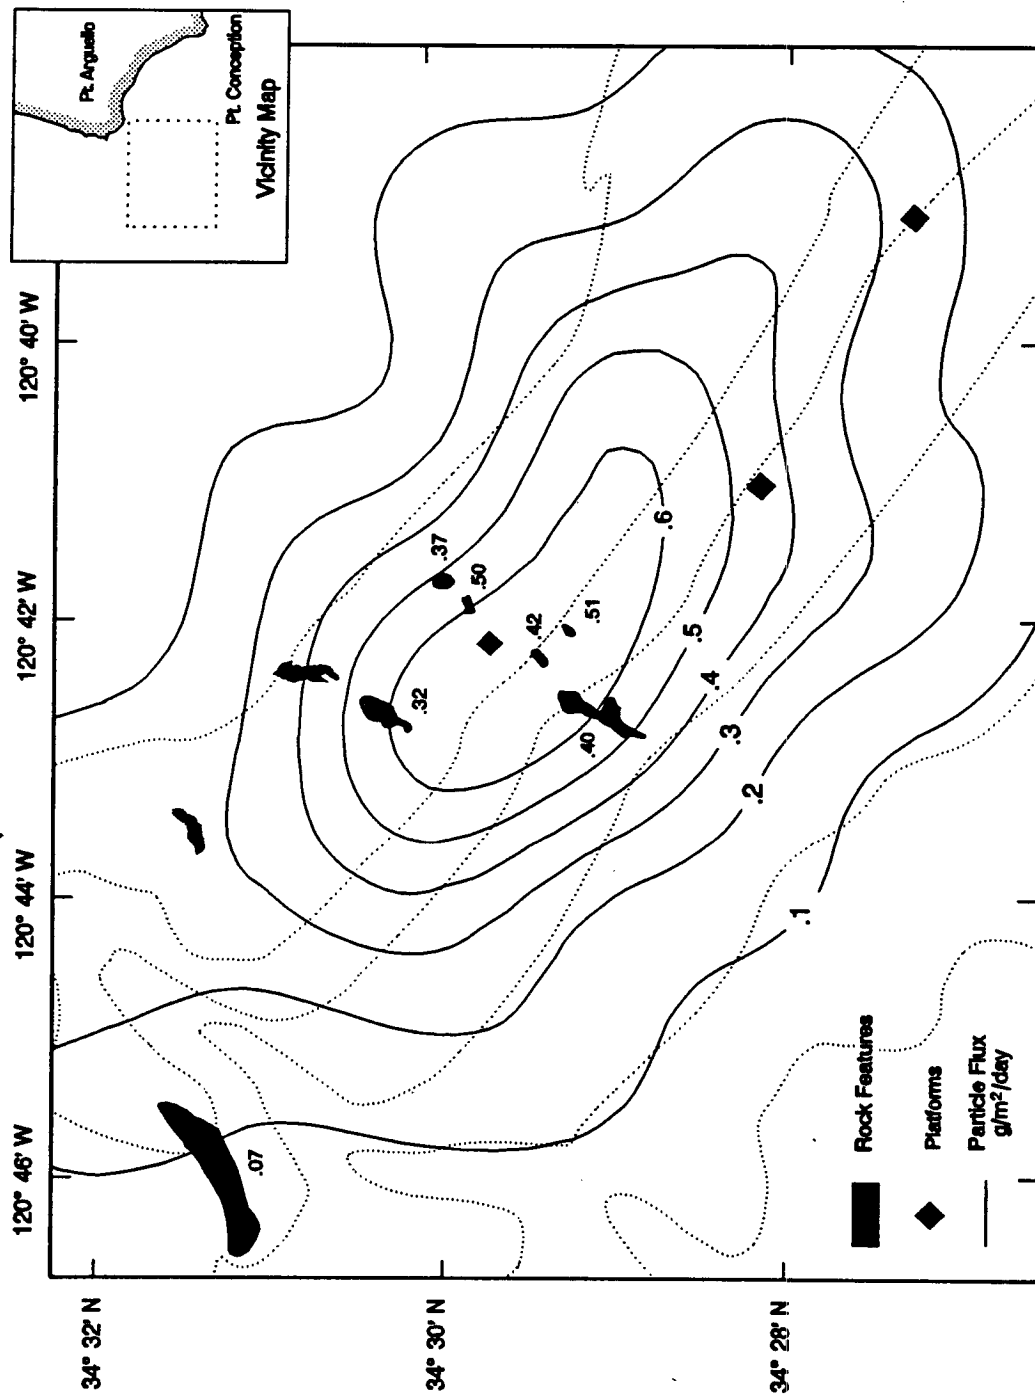 Pt. Arguello
Pt. Conception
Vicinity Map
120° 46' W
120° 44' W
120° 42' W
120° 40' W
34° 32' N
34° 30' N
34° 28' N
.07
.32
.37
.50
.42
.51
.40
.6
.5
.4
.3
.2
.1
Rock Features
Platforms
Particle Flux
g/m²/day